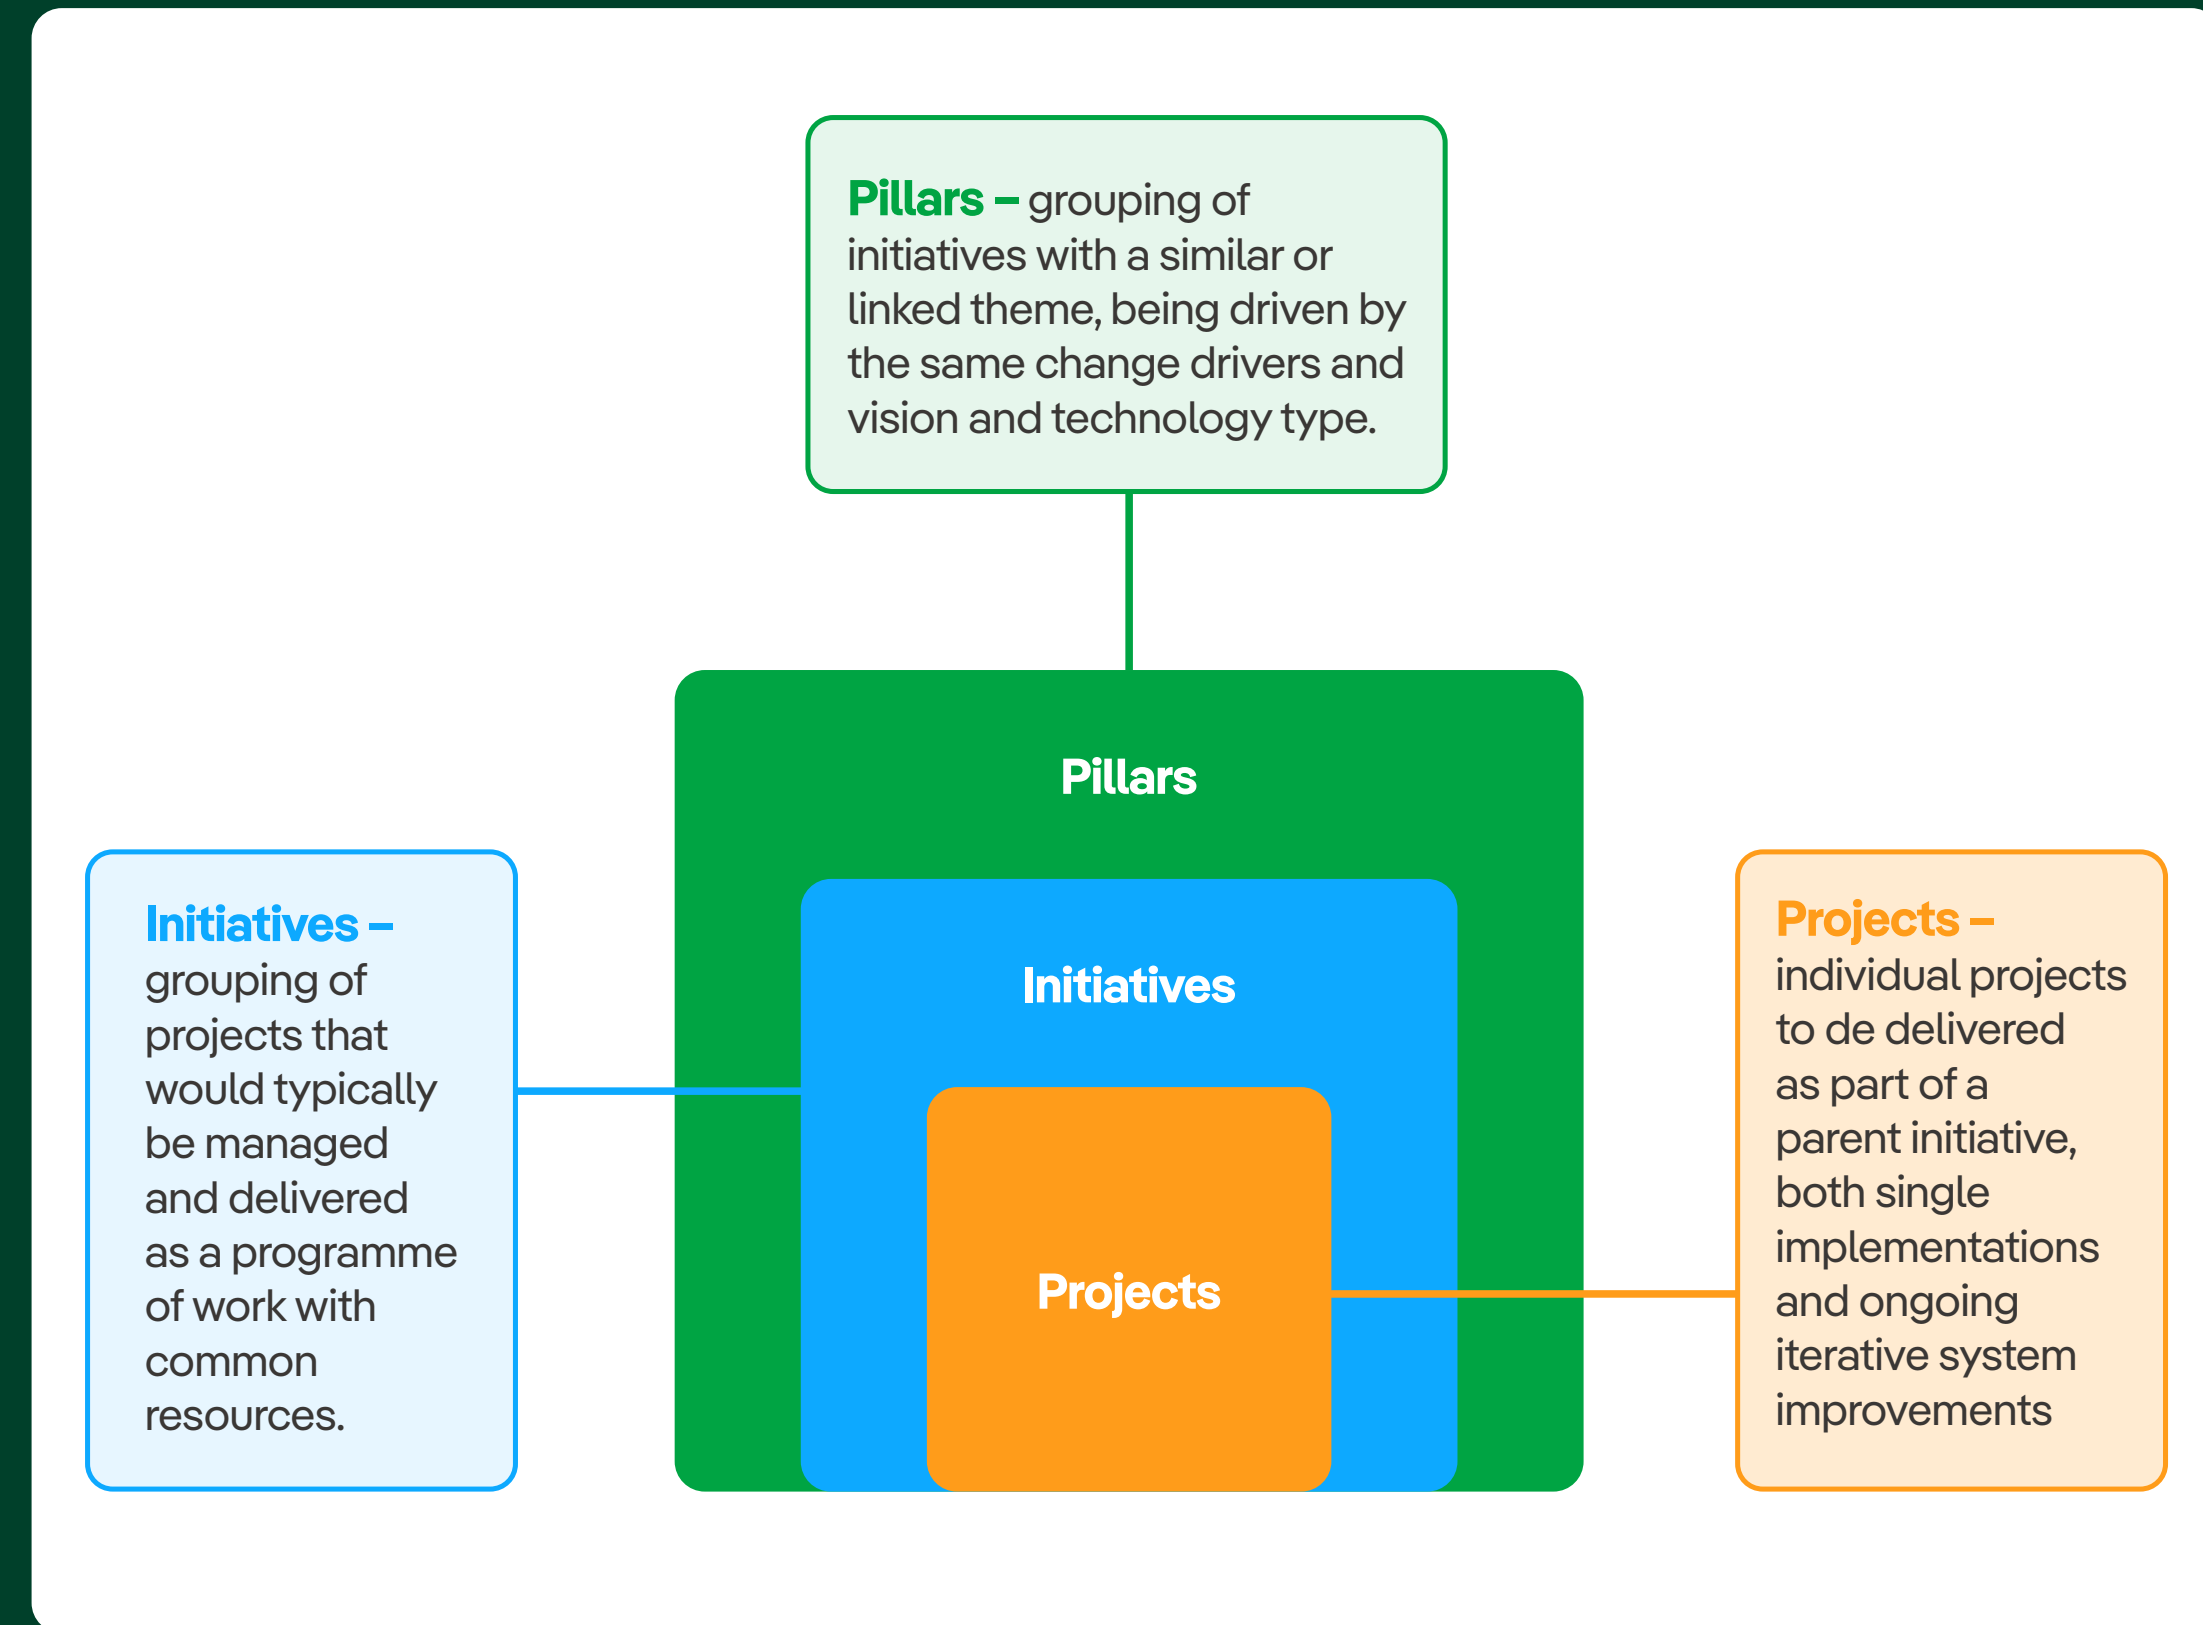 Pillars – grouping of
initiatives with a similar or
linked theme, being driven by
the same change drivers and
vision and technology type.
Pillars
Initiatives –
grouping of
projects that
would typically
be managed
and delivered
as a programme
of work with
common
resources.
Initiatives
Projects
Projects –
individual projects
to de delivered
as part of a
parent initiative,
both single
implementations
and ongoing
iterative system
improvements